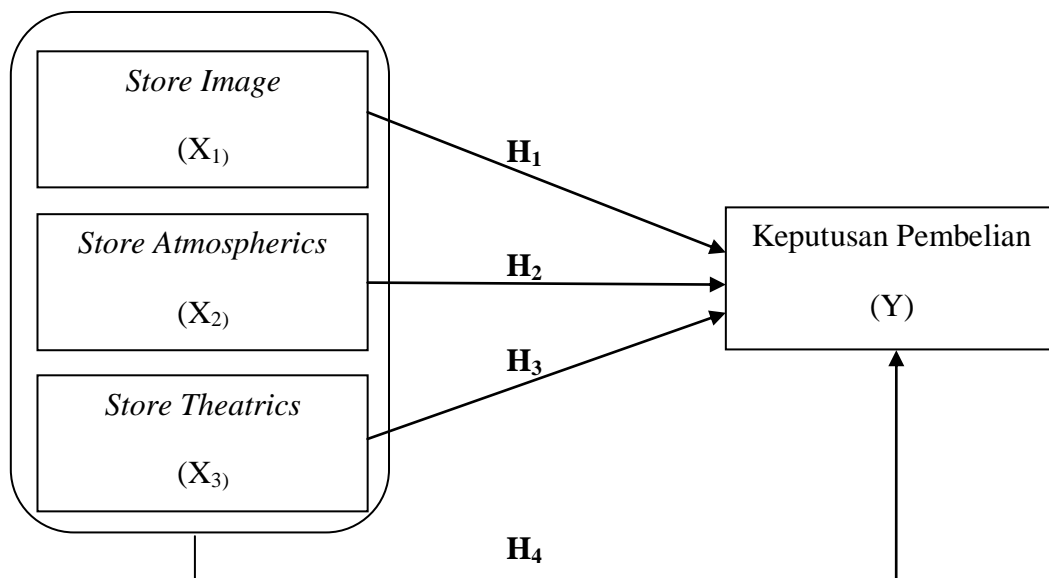 Store Image
(X₁)
H₁
Store Atmospherics
(X₂)
H₂
Keputusan Pembelian
(Y)
H₃
Store Theatrics
(X₃)
H₄